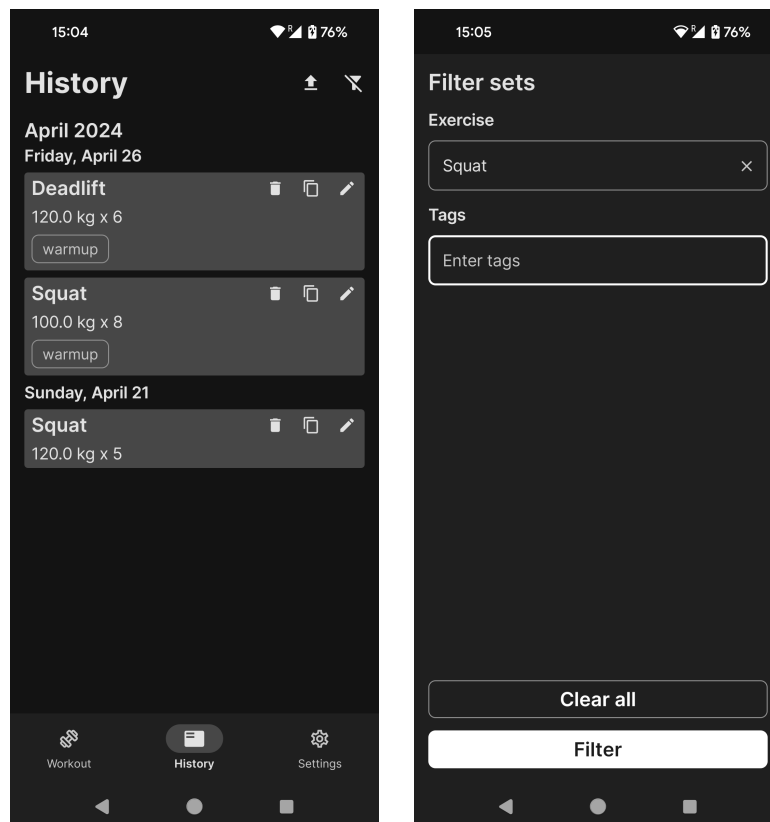 15:04
R
76%
History
April 2024
Friday, April 26
Deadlift
120.0 kg x 6
warmup
Squat
100.0 kg x 8
warmup
Sunday, April 21
Squat
120.0 kg x 5
Workout
History
Settings
15:05
R
76%
Filter sets
Exercise
Squat
Tags
Enter tags
Clear all
Filter